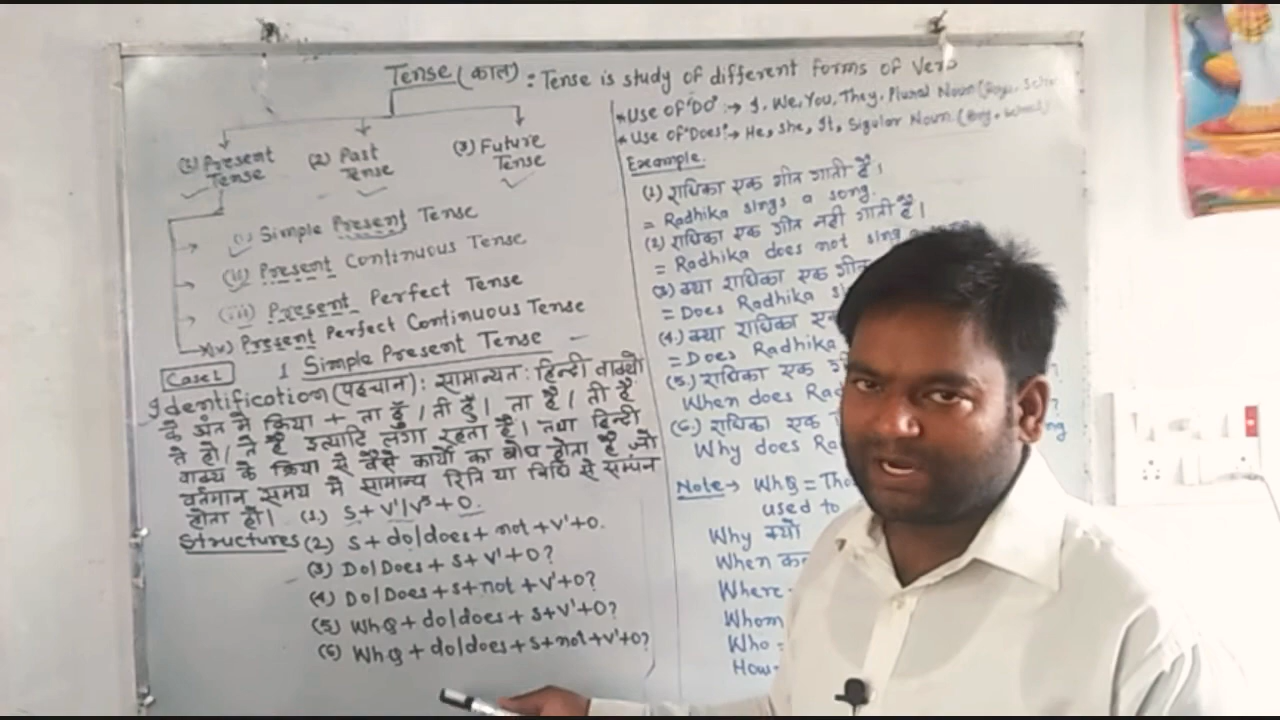 Tense (काल) : Tense is study of different forms of Verb
(1) Present Tense
(2) Past Tense
(3) Future Tense
(i) Simple Present Tense
(ii) Present Continuous Tense
(iii) Present Perfect Tense
(iv) Present Perfect Continuous Tense
Case 1
1 Simple Present Tense
Identification (पहचान) : सामान्यत : हिन्दी वाक्यो
के अंत मे क्रिया + ता हूँ । ती हूँ । ता है । ती है
ते हो । ते है इत्यादि लगा रहता है । तथा हिन्दी
वाक्य के क्रिया से वैसे कार्यो का बोध होता है जो
वर्तमान समय मे सामान्य रिति या विधि से सम्पन
होता हो ।
Structures
(1) S + V¹/V⁵ + O.
(2) S + do/does + not + V¹ + O.
(3) Do/Does + S + V¹ + O?
(4) Do/Does + S + not + V¹ + O?
(5) WhQ + do/does + S + V¹ + O?
(6) WhQ + do/does + S + not + V¹ + O?
* Use of "Do" :→ I, We, You, They, Plural Noun
* Use of "Does" :→ He, She, It, Sigular Noun
Example.
(1) राधिका एक गीत गाती है ।
= Radhika sings a song.
(2) राधिका एक गीत नही गाती है ।
= Radhika does not sing
(3) क्या राधिका एक गीत
= Does Radhika
(4.) क्या राधिका
= Does Radhika
(5.) राधिका एक
When does
(6.) राधिका एक
Why does
Note → WhQ =
used to
Why क्यो
When
Where
Whom
Who =
How